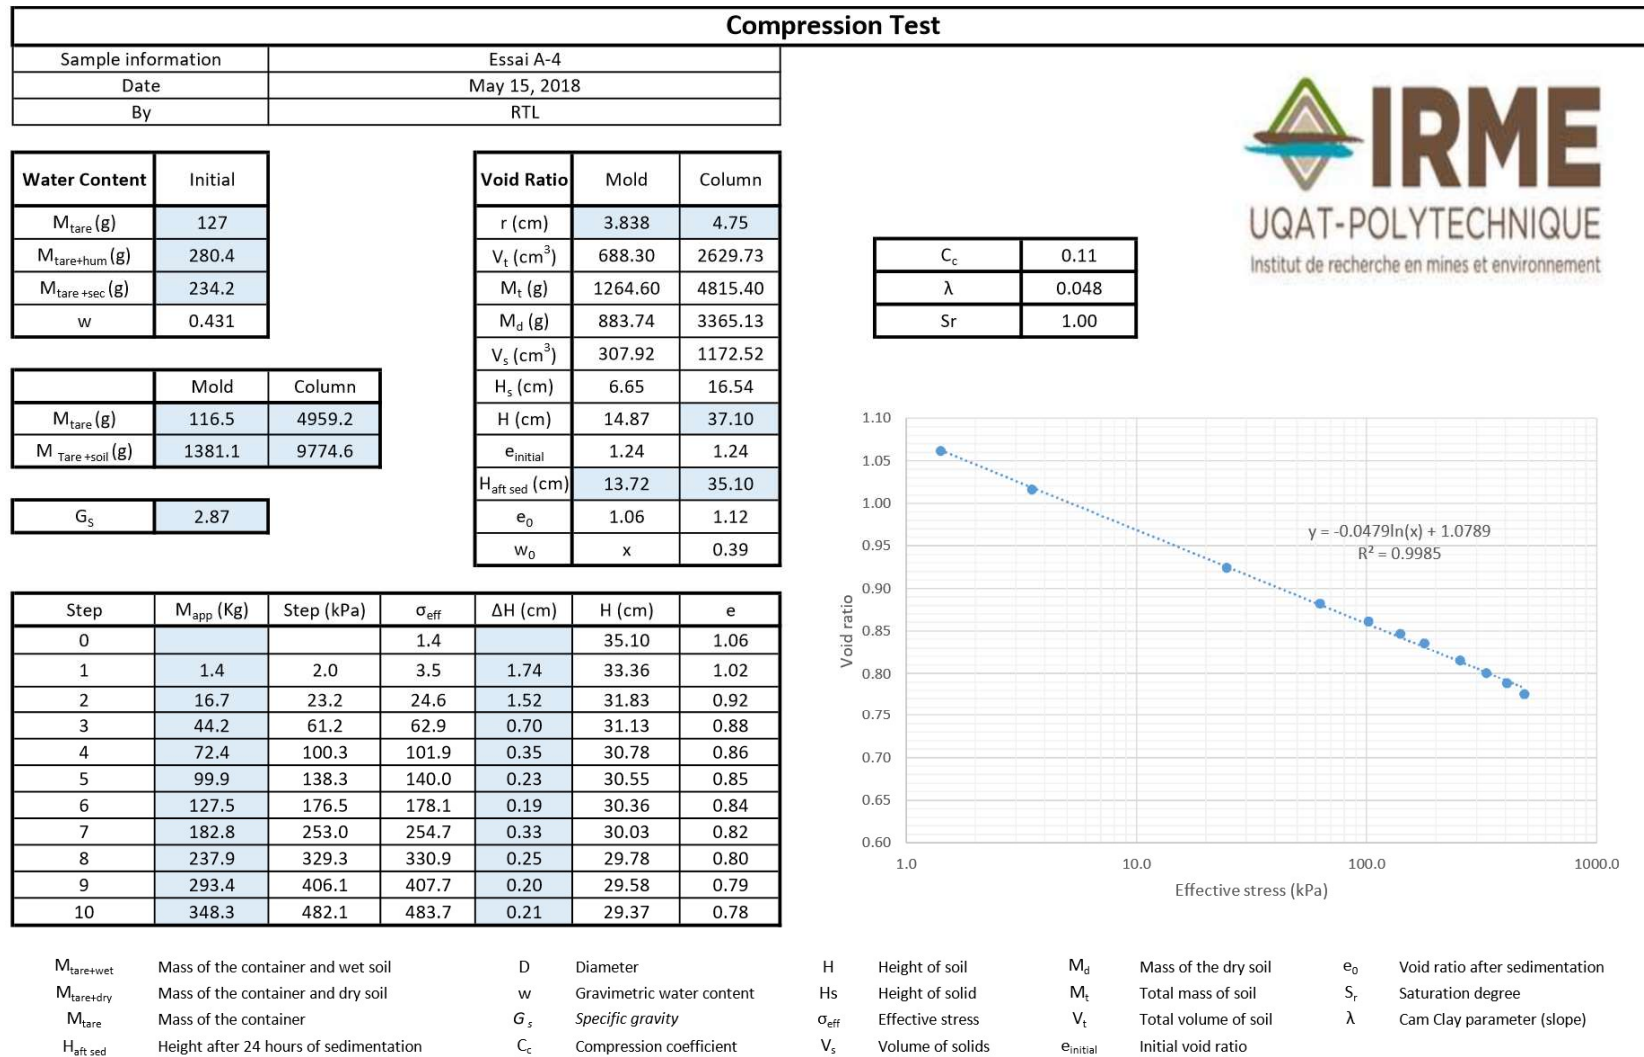 Compression Test
Sample information Essai A-4
Date May 15, 2018
By RTL
IRME
UQAT-POLYTECHNIQUE
Institut de recherche en mines et environnement
Water Content Initial
Mtare (g) 127
Mtare+hum (g) 280.4
Mtare +sec (g) 234.2
w 0.431
Mold Column
Mtare (g) 116.5 4959.2
M Tare +soil (g) 1381.1 9774.6
Gs 2.87
Void Ratio Mold Column
r (cm) 3.838 4.75
Vt (cm3) 688.30 2629.73
Mt (g) 1264.60 4815.40
Md (g) 883.74 3365.13
Vs (cm3) 307.92 1172.52
Hs (cm) 6.65 16.54
H (cm) 14.87 37.10
einitial 1.24 1.24
Haft sed (cm) 13.72 35.10
e0 1.06 1.12
w0 x 0.39
Cc 0.11
λ 0.048
Sr 1.00
Step Mapp (Kg) Step (kPa) σeff ΔH (cm) H (cm) e
0 1.4 35.10 1.06
1 1.4 2.0 3.5 1.74 33.36 1.02
2 16.7 23.2 24.6 1.52 31.83 0.92
3 44.2 61.2 62.9 0.70 31.13 0.88
4 72.4 100.3 101.9 0.35 30.78 0.86
5 99.9 138.3 140.0 0.23 30.55 0.85
6 127.5 176.5 178.1 0.19 30.36 0.84
7 182.8 253.0 254.7 0.33 30.03 0.82
8 237.9 329.3 330.9 0.25 29.78 0.80
9 293.4 406.1 407.7 0.20 29.58 0.79
10 348.3 482.1 483.7 0.21 29.37 0.78
1.10
1.05
1.00
0.95
0.90
0.85
0.80
0.75
0.70
0.65
0.60
Void ratio
y = -0.0479ln(x) + 1.0789
R² = 0.9985
1.0 10.0 100.0 1000.0
Effective stress (kPa)
Mtare+wet Mass of the container and wet soil D Diameter H Height of soil Md Mass of the dry soil e0 Void ratio after sedimentation
Mtare+dry Mass of the container and dry soil w Gravimetric water content Hs Height of solid Mt Total mass of soil Sr Saturation degree
Mtare Mass of the container Gs Specific gravity σeff Effective stress Vt Total volume of soil λ Cam Clay parameter (slope)
Haft sed Height after 24 hours of sedimentation Cc Compression coefficient Vs Volume of solids einitial Initial void ratio